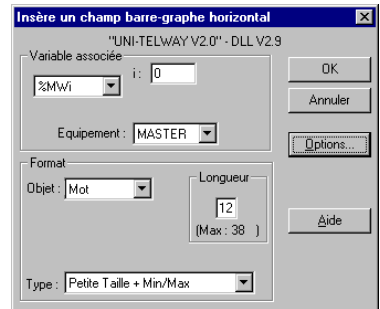 Insère un champ barre-graphe horizontal
"UNI-TELWAY V2.0" - DLL V2.9
Variable associée
%MWi
i : 0
OK
Annuler
Equipement : MASTER
Options...
Format
Objet : Mot
Longueur
12
(Max : 38 )
Aide
Type : Petite Taille + Min/Max